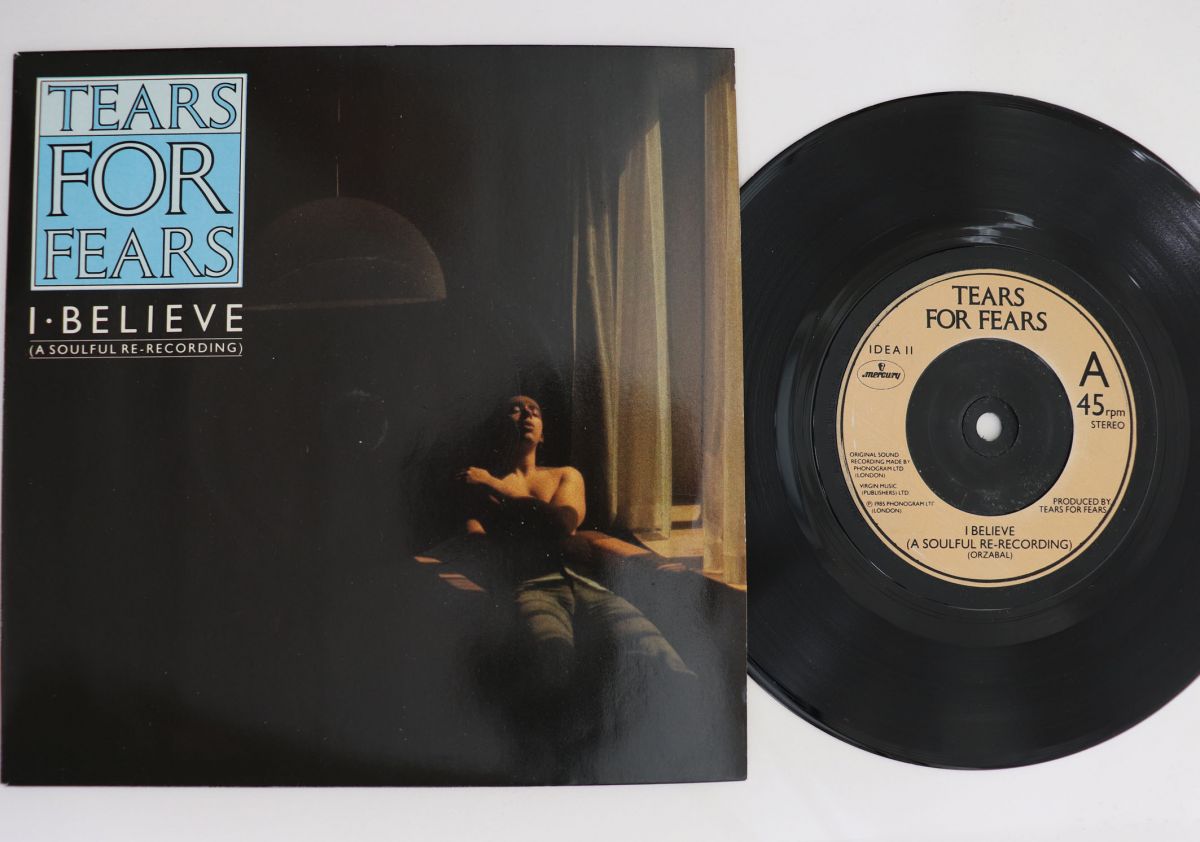 TEARS
FOR
FEARS
I·BELIEVE
(A SOULFUL RE-RECORDING)
TEARS
FOR FEARS
IDEA 11
mercury
A
45rpm
STEREO
ORIGINAL SOUND
RECORDING MADE BY
PHONOGRAM LTD
(LONDON)
VIRGIN MUSIC
(PUBLISHERS) LTD
℗ 1985 PHONOGRAM LTD
(LONDON)
PRODUCED BY
TEARS FOR FEARS
I BELIEVE
(A SOULFUL RE-RECORDING)
(ORZABAL)